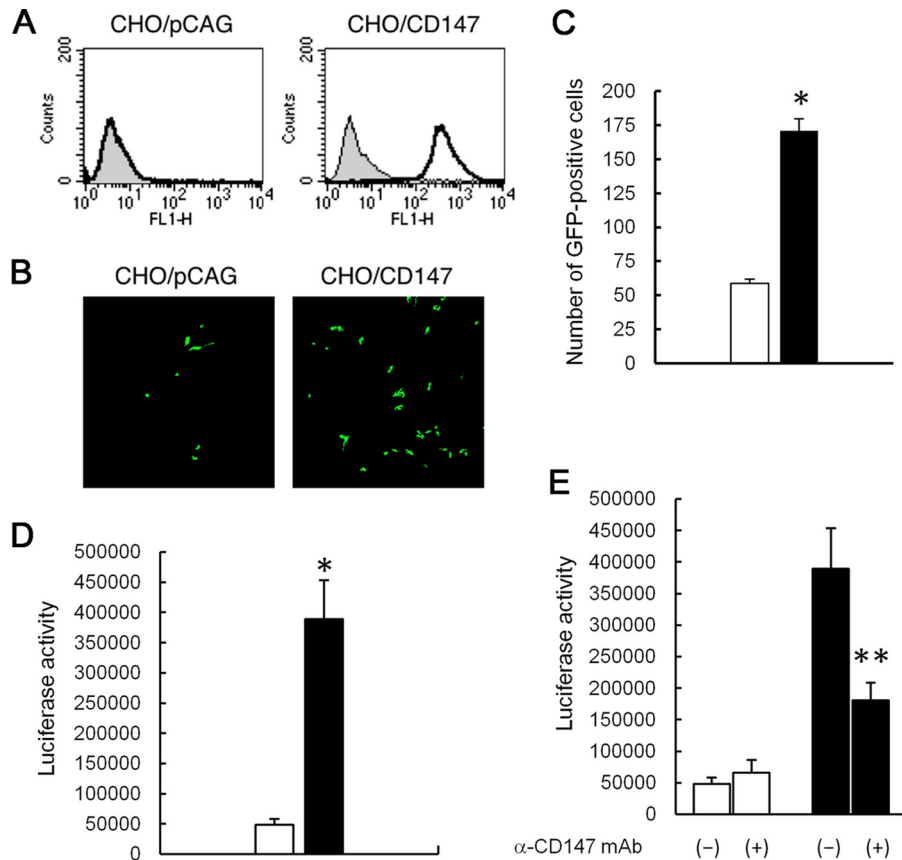 A
CHO/pCAG
CHO/CD147
200
Counts
0
10^0 10^1 10^2 10^3 10^4
FL1-H
200
Counts
0
10^0 10^1 10^2 10^3 10^4
FL1-H
B
CHO/pCAG
CHO/CD147
C
Number of GFP-positive cells
200
175
150
125
100
75
50
25
0
*
D
Luciferase activity
500000
450000
400000
350000
300000
250000
200000
150000
100000
50000
0
*
E
Luciferase activity
500000
450000
400000
350000
300000
250000
200000
150000
100000
50000
0
**
α-CD147 mAb (−) (+) (−) (+)